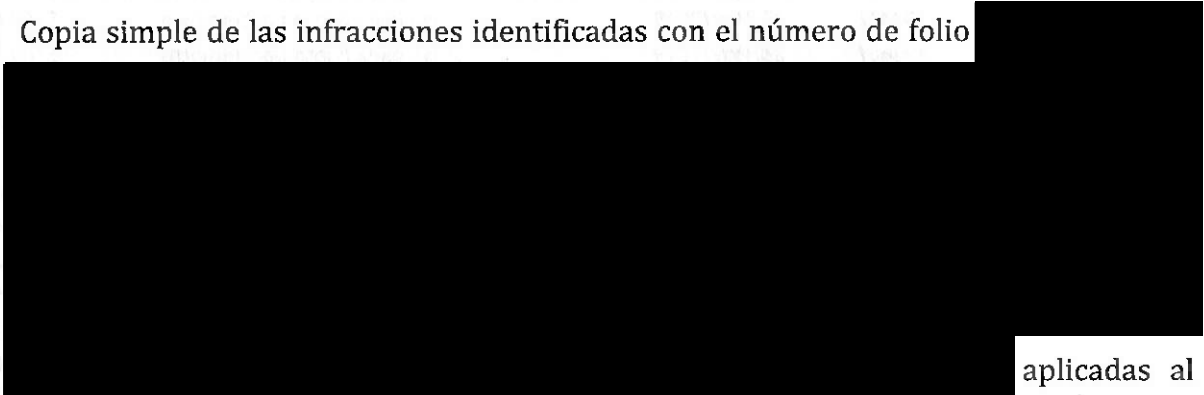 Copia simple de las infracciones identificadas con el número de folio
aplicadas al